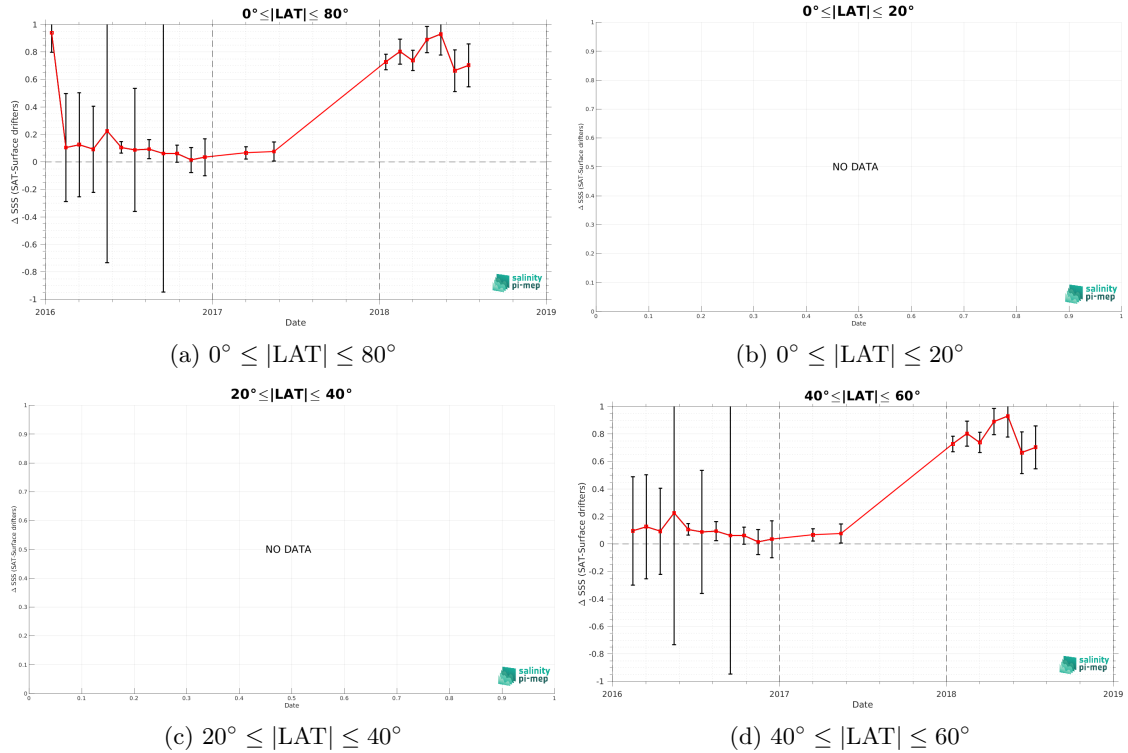 0°≤|LAT|≤ 80°
1
0.8
0.6
0.4
0.2
0
-0.2
-0.4
-0.6
-0.8
-1
Δ SSS (SAT-Surface drifters)
2016 2017 2018 2019
Date
salinity
pi-mep
(a) 0° ≤ |LAT| ≤ 80°
0°≤|LAT|≤ 20°
1
0.9
0.8
0.7
0.6
0.5
0.4
0.3
0.2
0.1
0
Δ SSS (SAT-Surface drifters)
NO DATA
0 0.1 0.2 0.3 0.4 0.5 0.6 0.7 0.8 0.9 1
Date
salinity
pi-mep
(b) 0° ≤ |LAT| ≤ 20°
20°≤|LAT|≤ 40°
1
0.9
0.8
0.7
0.6
0.5
0.4
0.3
0.2
0.1
0
Δ SSS (SAT-Surface drifters)
NO DATA
0 0.1 0.2 0.3 0.4 0.5 0.6 0.7 0.8 0.9 1
Date
salinity
pi-mep
(c) 20° ≤ |LAT| ≤ 40°
40°≤|LAT|≤ 60°
1
0.8
0.6
0.4
0.2
0
-0.2
-0.4
-0.6
-0.8
-1
Δ SSS (SAT-Surface drifters)
2016 2017 2018 2019
Date
salinity
pi-mep
(d) 40° ≤ |LAT| ≤ 60°